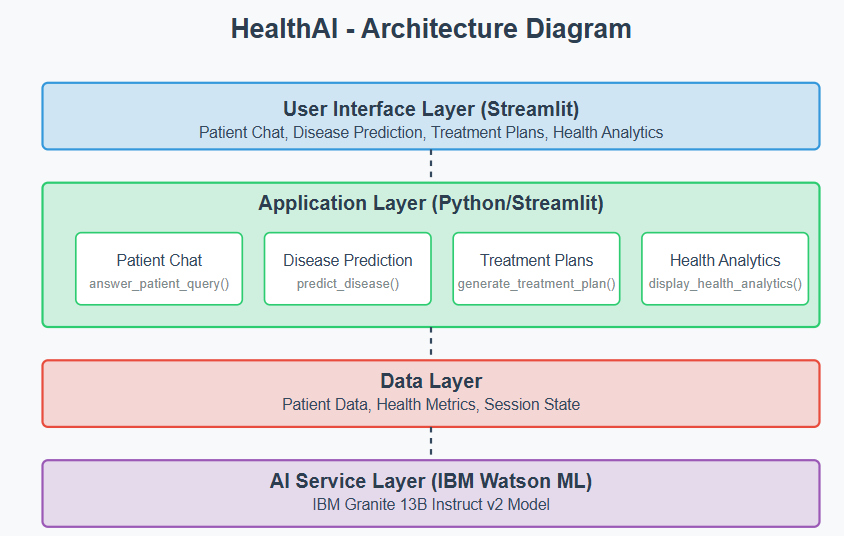 HealthAI - Architecture Diagram
User Interface Layer (Streamlit)
Patient Chat, Disease Prediction, Treatment Plans, Health Analytics
Application Layer (Python/Streamlit)
Patient Chat
answer_patient_query()
Disease Prediction
predict_disease()
Treatment Plans
generate_treatment_plan()
Health Analytics
display_health_analytics()
Data Layer
Patient Data, Health Metrics, Session State
AI Service Layer (IBM Watson ML)
IBM Granite 13B Instruct v2 Model